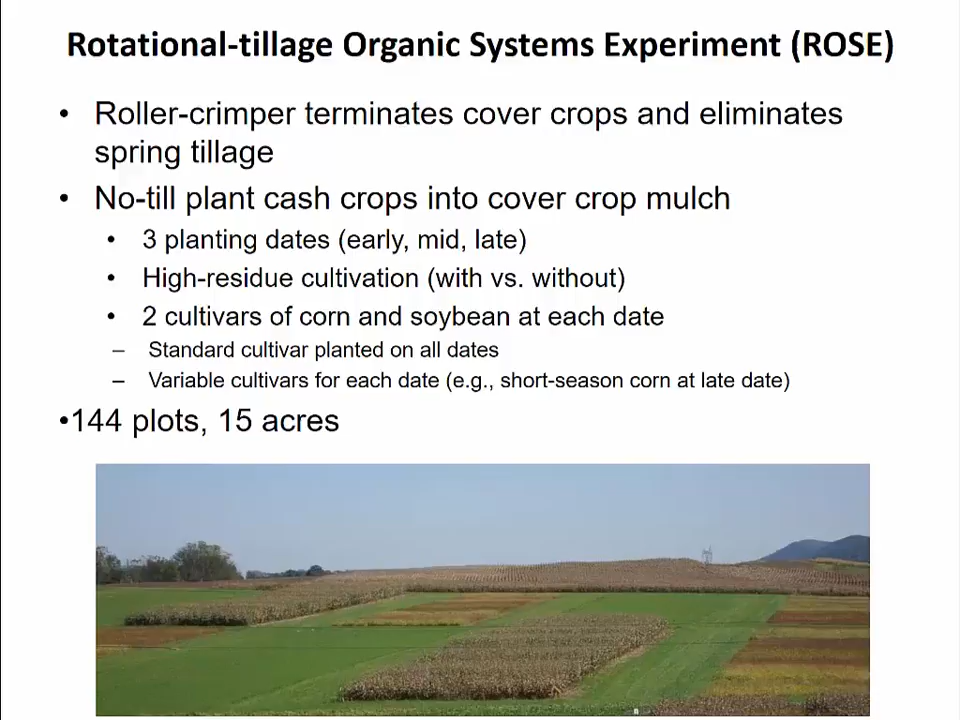 Rotational-tillage Organic Systems Experiment (ROSE)
• Roller-crimper terminates cover crops and eliminates
spring tillage
• No-till plant cash crops into cover crop mulch
• 3 planting dates (early, mid, late)
• High-residue cultivation (with vs. without)
• 2 cultivars of corn and soybean at each date
– Standard cultivar planted on all dates
– Variable cultivars for each date (e.g., short-season corn at late date)
•144 plots, 15 acres